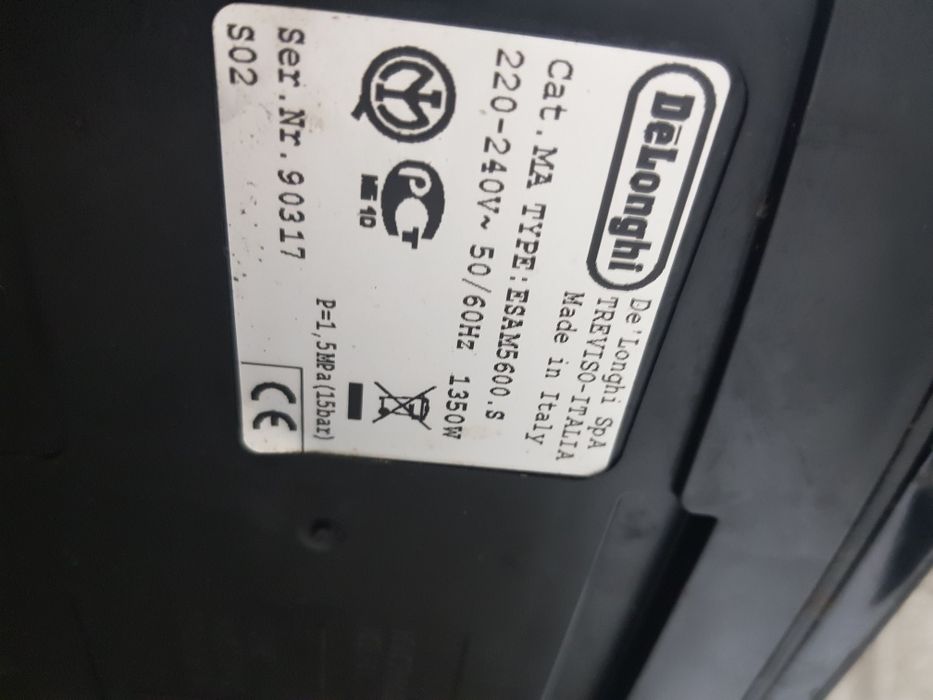 DeLonghi
De'Longhi SpA
TREVISO-ITALIA
Made in Italy
Cat.MA TYPE:ESAM5600.S
220-240V~ 50/60Hz 1350W
PCT
ME 10
P=1,5MPa(15bar)
Ser.Nr.90317
S02
CE